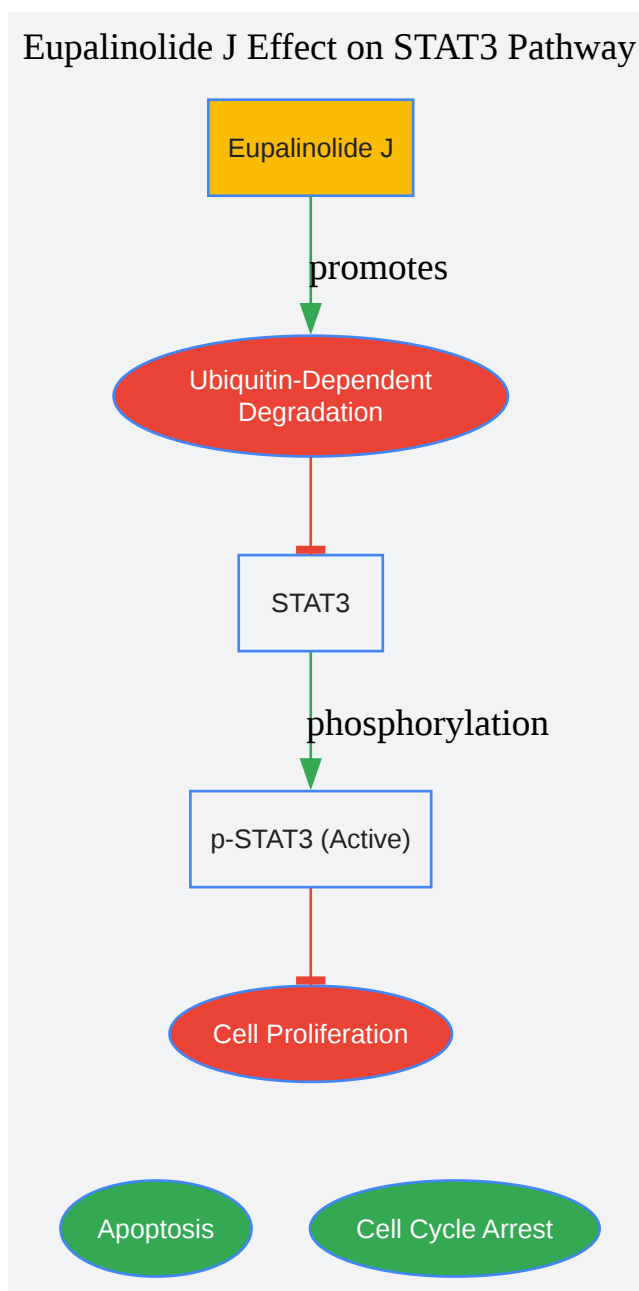 Eupalinolide J Effect on STAT3 Pathway
Eupalinolide J
promotes
Ubiquitin-Dependent
Degradation
STAT3
phosphorylation
p-STAT3 (Active)
Cell Proliferation
Apoptosis
Cell Cycle Arrest